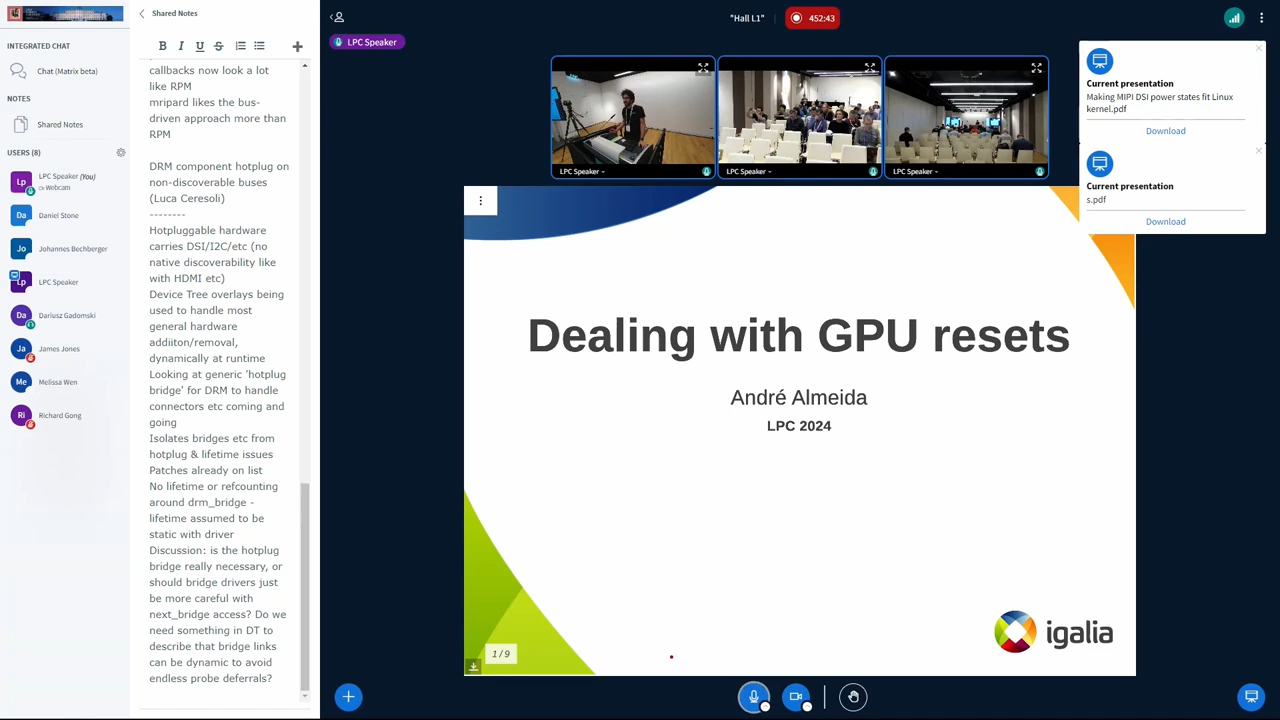 INTEGRATED CHAT
Chat (Matrix beta)
NOTES
Shared Notes
USERS (8)
Lp
LPC Speaker (You)
Webcam
Da
Daniel Stone
Jo
Johannes Bechberger
Lp
LPC Speaker
Da
Dariusz Gadomski
Ja
James Jones
Me
Melissa Wen
Ri
Richard Gong
Shared Notes
B I U S
callbacks now look a lot
like RPM
mripard likes the bus-
driven approach more than
RPM
DRM component hotplug on
non-discoverable buses
(Luca Ceresoli)
--------
Hotpluggable hardware
carries DSI/I2C/etc (no
native discoverability like
with HDMI etc)
Device Tree overlays being
used to handle most
general hardware
addiiton/removal,
dynamically at runtime
Looking at generic 'hotplug
bridge' for DRM to handle
connectors etc coming and
going
Isolates bridges etc from
hotplug & lifetime issues
Patches already on list
No lifetime or refcounting
around drm_bridge -
lifetime assumed to be
static with driver
Discussion: is the hotplug
bridge really necessary, or
should bridge drivers just
be more careful with
next_bridge access? Do we
need something in DT to
describe that bridge links
can be dynamic to avoid
endless probe deferrals?
"Hall L1"
452:43
LPC Speaker
LPC Speaker
LPC Speaker
LPC Speaker
Current presentation
Making MIPI DSI power states fit Linux
kernel.pdf
Download
Current presentation
s.pdf
Download
Dealing with GPU resets
André Almeida
LPC 2024
igalia
1 / 9